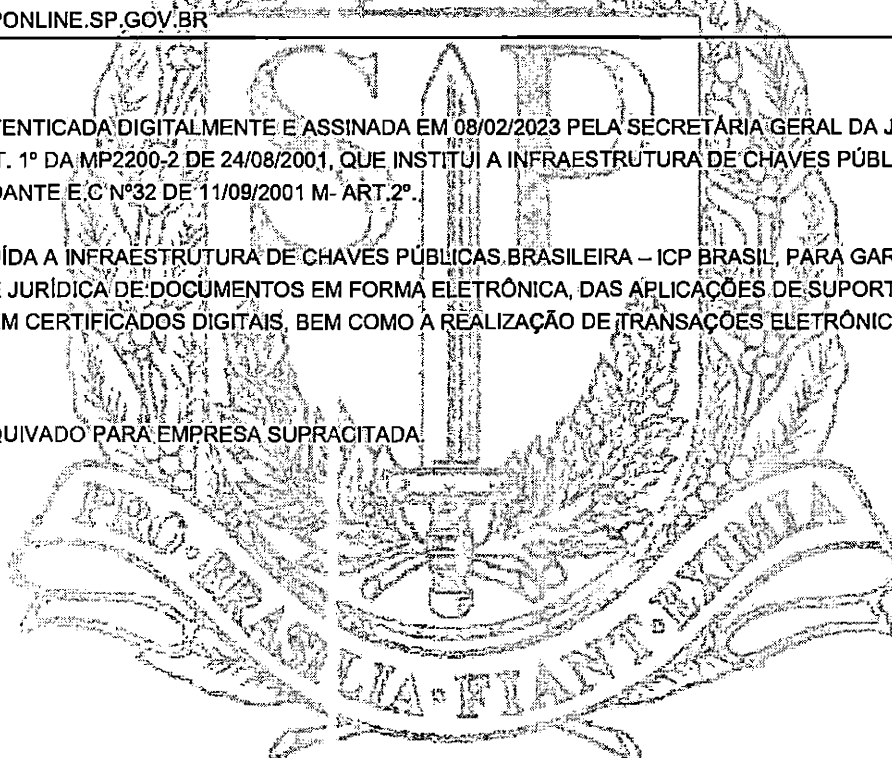 PONLINE.SP.GOV.BR
S P
TENTICADA DIGITALMENTE E ASSINADA EM 08/02/2023 PELA SECRETÁRIA GERAL DA J
T. 1º DA MP2200-2 DE 24/08/2001, QUE INSTITUI A INFRAESTRUTURA DE CHAVES PÚBL
DANTE E.C Nº32 DE 11/09/2001 M- ART.2º.
ÍDA A INFRAESTRUTURA DE CHAVES PÚBLICAS BRASILEIRA – ICP BRASIL, PARA GAR
E JURÍDICA DE DOCUMENTOS EM FORMA ELETRÔNICA, DAS APLICAÇÕES DE SUPORT
M CERTIFICADOS DIGITAIS, BEM COMO A REALIZAÇÃO DE TRANSAÇÕES ELETRÔNIC
QUIVADO PARA EMPRESA SUPRACITADA.
PRO·BRASILIA·FIANT·EXIMIA